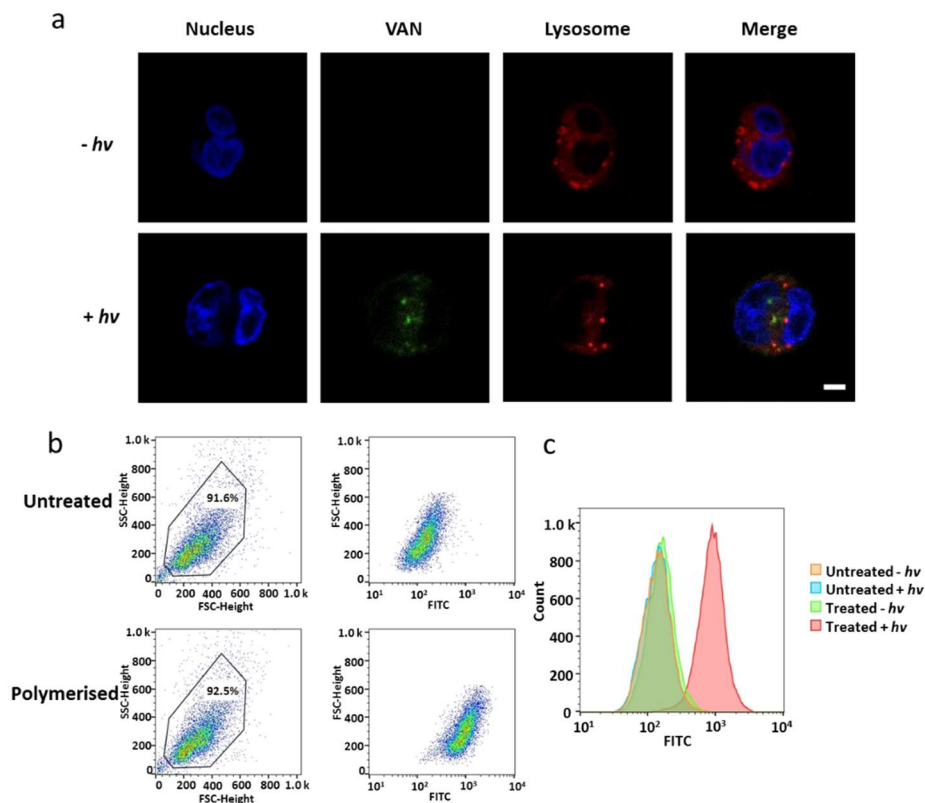 a
Nucleus VAN Lysosome Merge
- hv
+ hv
b
Untreated
SSC-Height
1.0 k
800
600
400
200
0
91.6%
0 200 400 600 800 1.0 k
FSC-Height
FSC-Height
1.0 k
800
600
400
200
0
10¹ 10² 10³ 10⁴
FITC
Polymerised
SSC-Height
1.0 k
800
600
400
200
0
92.5%
0 200 400 600 800 1.0 k
FSC-Height
FSC-Height
1.0 k
800
600
400
200
0
10¹ 10² 10³ 10⁴
FITC
c
Count
1.0 k
800
600
400
200
0
10¹ 10² 10³ 10⁴
FITC
Untreated - hv
Untreated + hv
Treated - hv
Treated + hv